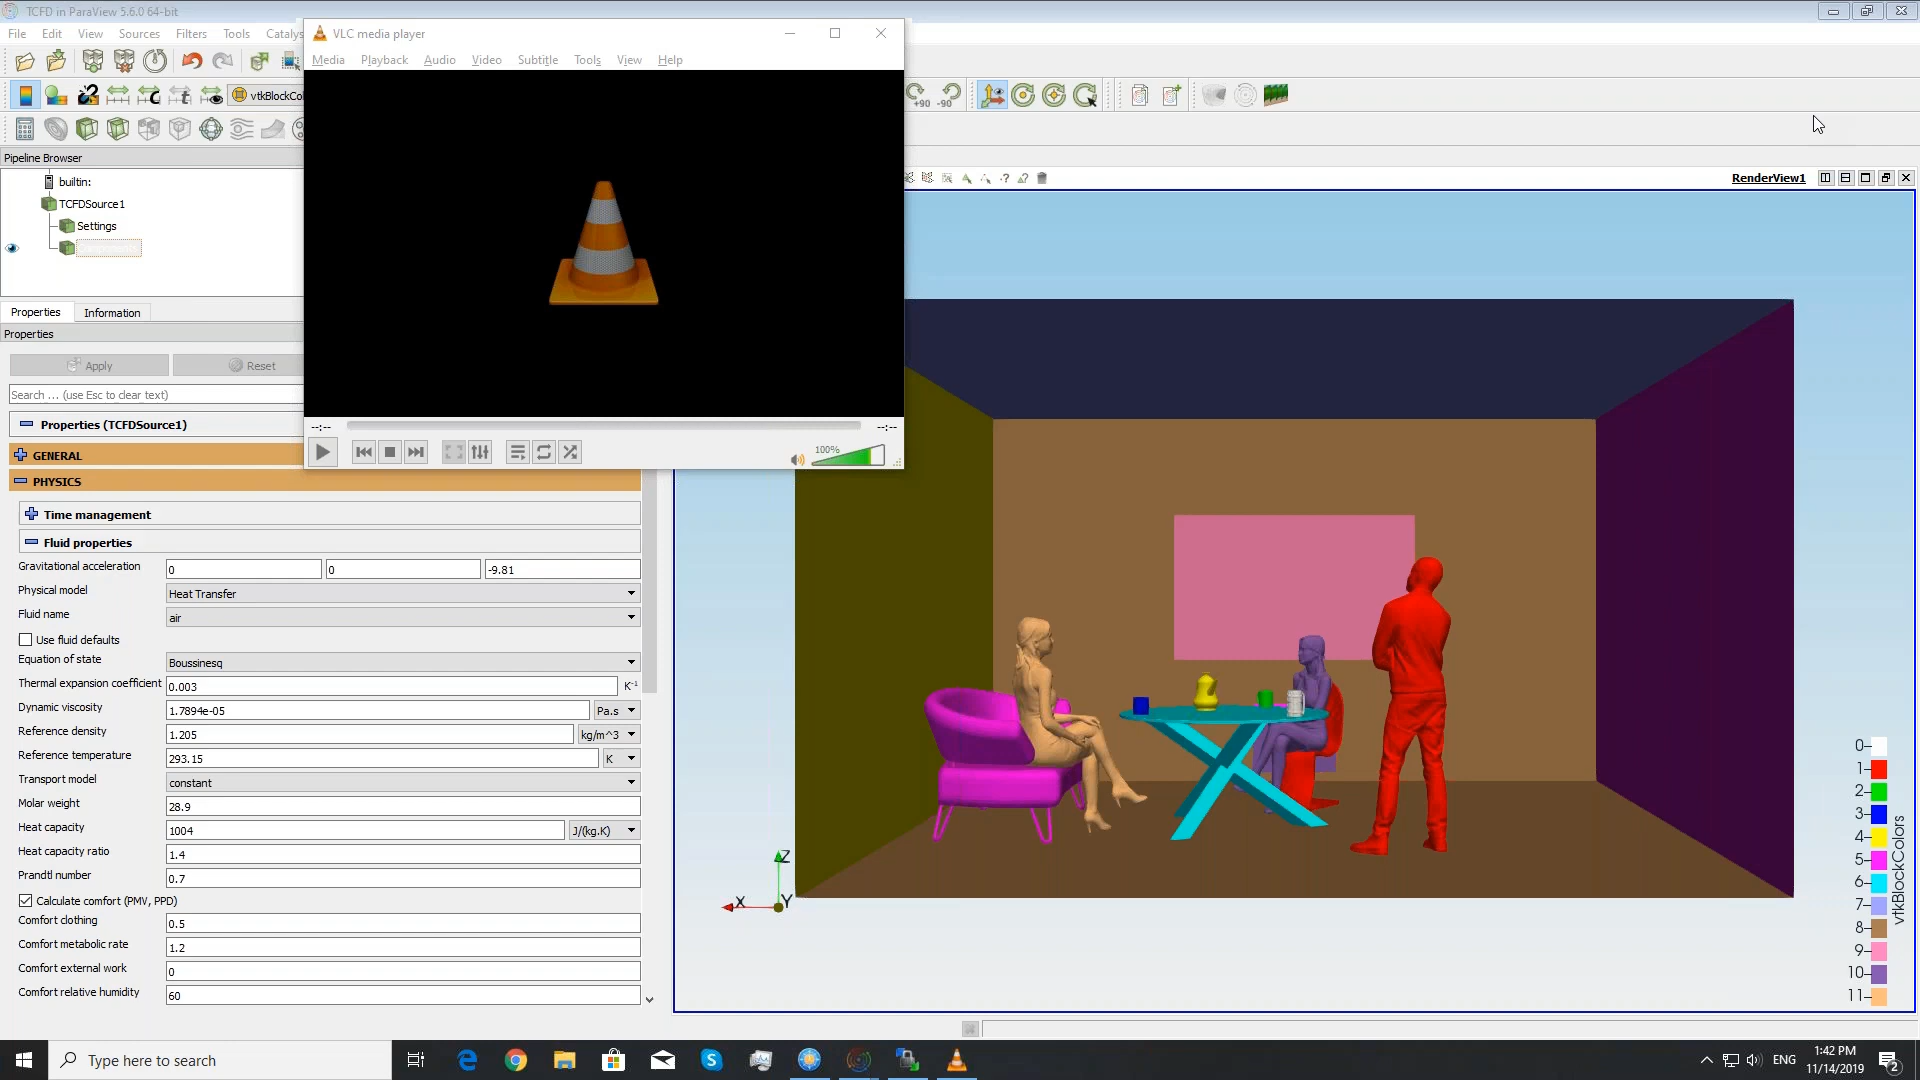 TCFD in ParaView 5.6.0 64-bit
File Edit View Sources Filters Tools Catalys
VLC media player
Media Playback Audio Video Subtitle Tools View Help
vtkBlockCo
+90 -90
Pipeline Browser
builtin:
TCFDSource1
Settings
RenderView1
Properties Information
Properties
Apply Reset
Search ... (use Esc to clear text)
Properties (TCFDSource1)
--:-- --:--
100%
GENERAL
PHYSICS
Time management
Fluid properties
Gravitational acceleration 0 0 -9.81
Physical model Heat Transfer
Fluid name air
Use fluid defaults
Equation of state Boussinesq
Thermal expansion coefficient 0.003 K⁻¹
Dynamic viscosity 1.7894e-05 Pa.s
Reference density 1.205 kg/m^3
Reference temperature 293.15 K
Transport model constant
Molar weight 28.9
Heat capacity 1004 J/(kg.K)
Heat capacity ratio 1.4
Prandtl number 0.7
Calculate comfort (PMV, PPD)
Comfort clothing 0.5
Comfort metabolic rate 1.2
Comfort external work 0
Comfort relative humidity 60
Z
X Y
0
1
2
3
4
5
6
7
8
9
10
11
vtkBlockColors
Type here to search
ENG
1:42 PM
11/14/2019
2